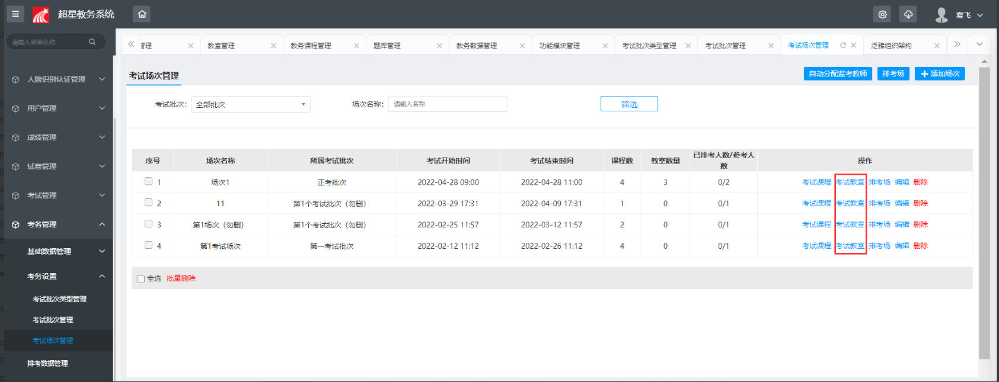 超星教务系统
夏飞
请输入菜单名称
人脸识别认证管理
用户管理
成绩管理
试卷管理
考试管理
考务管理
基础数据管理
考务设置
考试批次类型管理
考试批次管理
考试场次管理
排考数据管理
管理 教室管理 教务课程管理 题库管理 教务数据管理 功能模块管理 考试批次类型管理 考试批次管理 考试场次管理 泛雅组织架构
考试场次管理
自动分配监考教师 排考场 + 添加场次
考试批次: 全部批次 场次名称: 请输入名称 筛选
序号 场次名称 所属考试批次 考试开始时间 考试结束时间 课程数 教室数量 已排考人数/参考人数 操作
1 场次1 正考批次 2022-04-28 09:00 2022-04-28 11:00 4 3 0/2 考试课程 考试教室 排考场 编辑 删除
2 11 第1个考试批次（勿删） 2022-03-29 17:31 2022-04-09 17:31 1 0 0/1 考试课程 考试教室 排考场 编辑 删除
3 第1场次（勿删） 第1个考试批次（勿删） 2022-02-25 11:57 2022-03-12 11:57 2 0 0/1 考试课程 考试教室 排考场 编辑 删除
4 第1考试场次 第一考试批次 2022-02-12 11:12 2022-02-26 11:12 4 0 0/1 考试课程 考试教室 排考场 编辑 删除
全选 批量删除